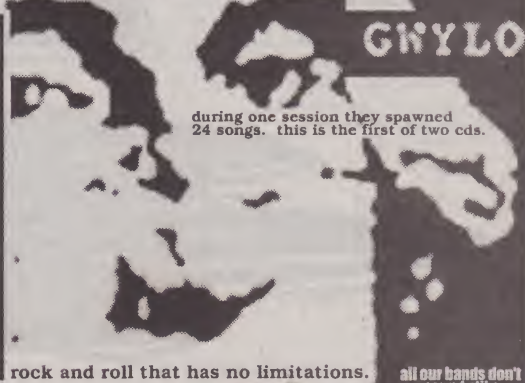 GWYLO
during one session they spawned
24 songs. this is the first of two cds.
rock and roll that has no limitations.
all our bands don't